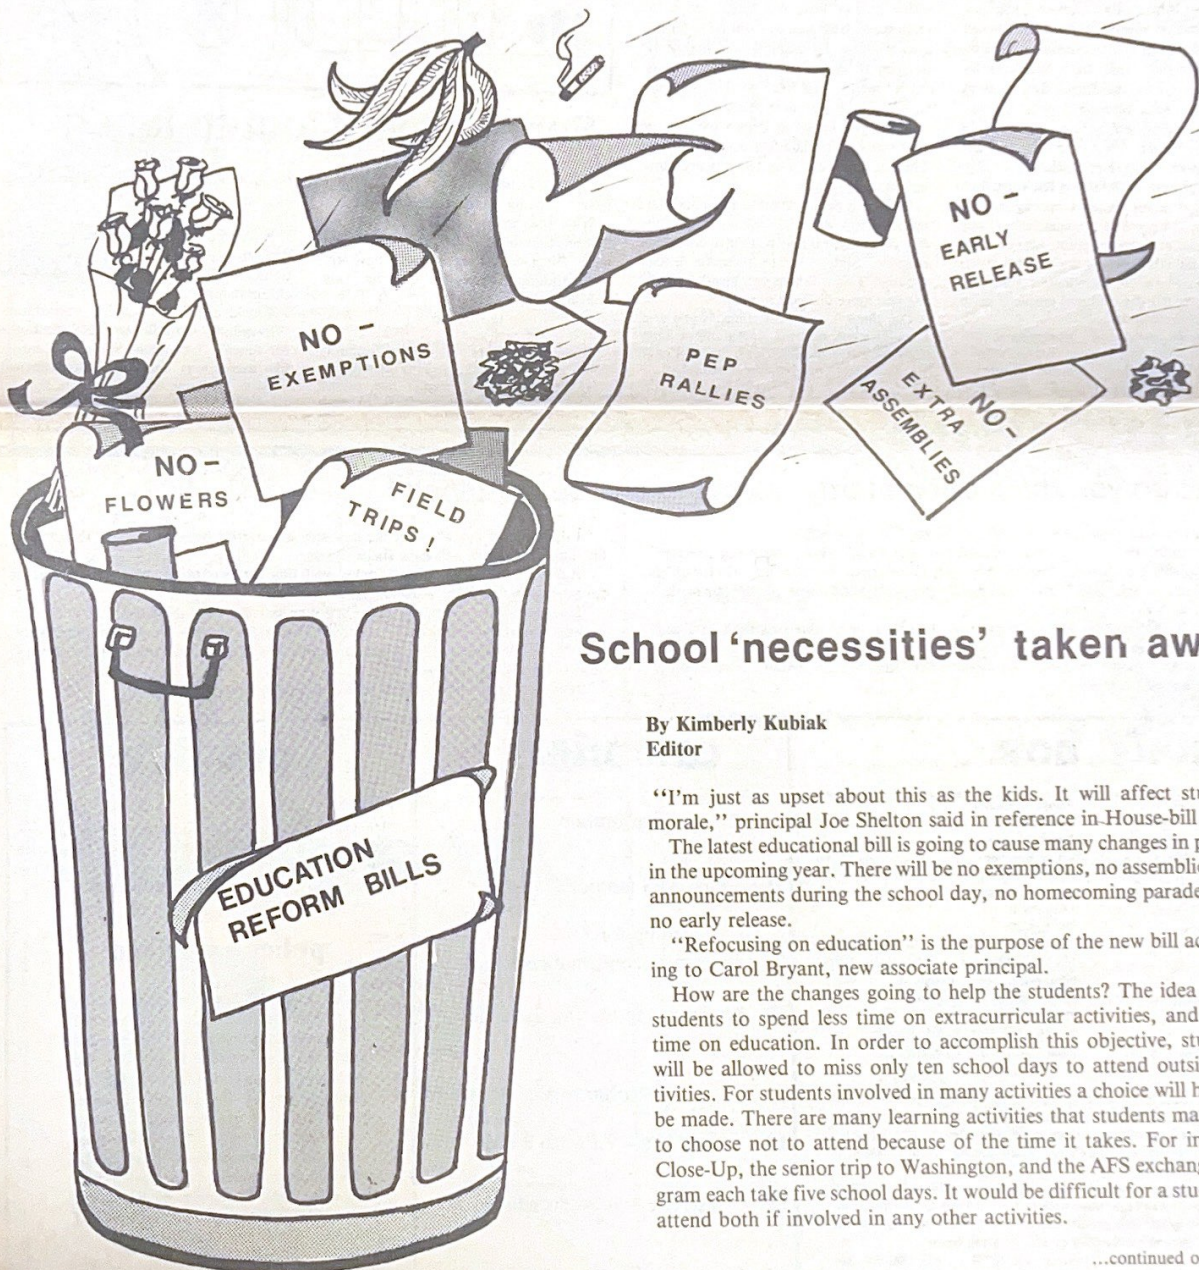 NO -
EARLY
RELEASE
NO -
EXEMPTIONS
PEP
RALLIES
NO -
EXTRA
ASSEMBLIES
NO -
FLOWERS
FIELD
TRIPS !
EDUCATION
REFORM BILLS
School 'necessities' taken aw
By Kimberly Kubiak
Editor
“I'm just as upset about this as the kids. It will affect stu
morale,” principal Joe Shelton said in reference in House-bill
The latest educational bill is going to cause many changes in p
in the upcoming year. There will be no exemptions, no assemblie
announcements during the school day, no homecoming parade
no early release.
“Refocusing on education” is the purpose of the new bill ac
ing to Carol Bryant, new associate principal.
How are the changes going to help the students? The idea
students to spend less time on extracurricular activities, and
time on education. In order to accomplish this objective, stu
will be allowed to miss only ten school days to attend outsi
tivities. For students involved in many activities a choice will h
be made. There are many learning activities that students ma
to choose not to attend because of the time it takes. For in
Close-Up, the senior trip to Washington, and the AFS exchan
gram each take five school days. It would be difficult for a stu
attend both if involved in any other activities.
...continued o